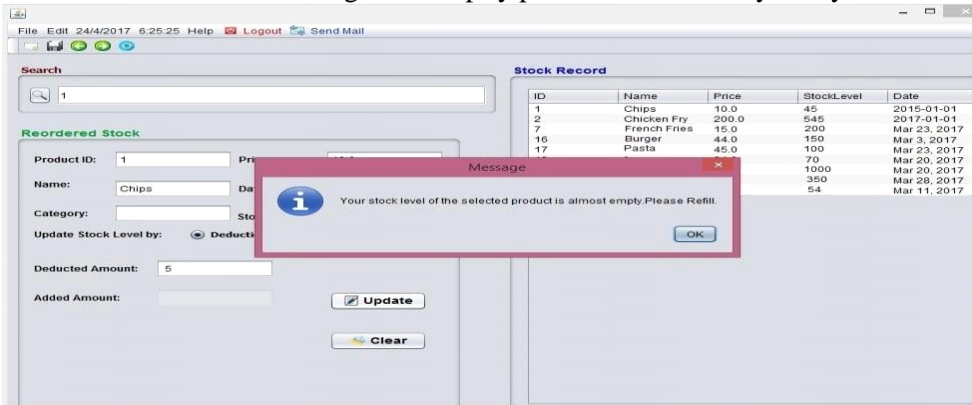 File Edit 24/4/2017 6:25:25 Help Logout Send Mail
Search
1
Reordered Stock
Product ID: 1
Name: Chips
Category:
Update Stock Level by:
Deducted Amount: 5
Added Amount:
Update
Clear
Message
Your stock level of the selected product is almost empty.Please Refill.
OK
Stock Record
ID Name Price StockLevel Date
1 Chips 10.0 45 2015-01-01
2 Chicken Fry 200.0 545 2017-01-01
7 French Fries 15.0 200 Mar 23, 2017
16 Burger 44.0 150 Mar 3, 2017
17 Pasta 45.0 100 Mar 23, 2017
70 Mar 20, 2017
1000 Mar 20, 2017
350 Mar 28, 2017
54 Mar 11, 2017